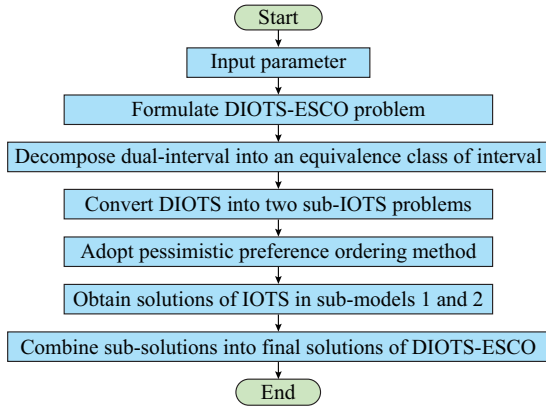 Start
Input parameter
Formulate DIOTS-ESCO problem
Decompose dual-interval into an equivalence class of interval
Convert DIOTS into two sub-IOTS problems
Adopt pessimistic preference ordering method
Obtain solutions of IOTS in sub-models 1 and 2
Combine sub-solutions into final solutions of DIOTS-ESCO
End